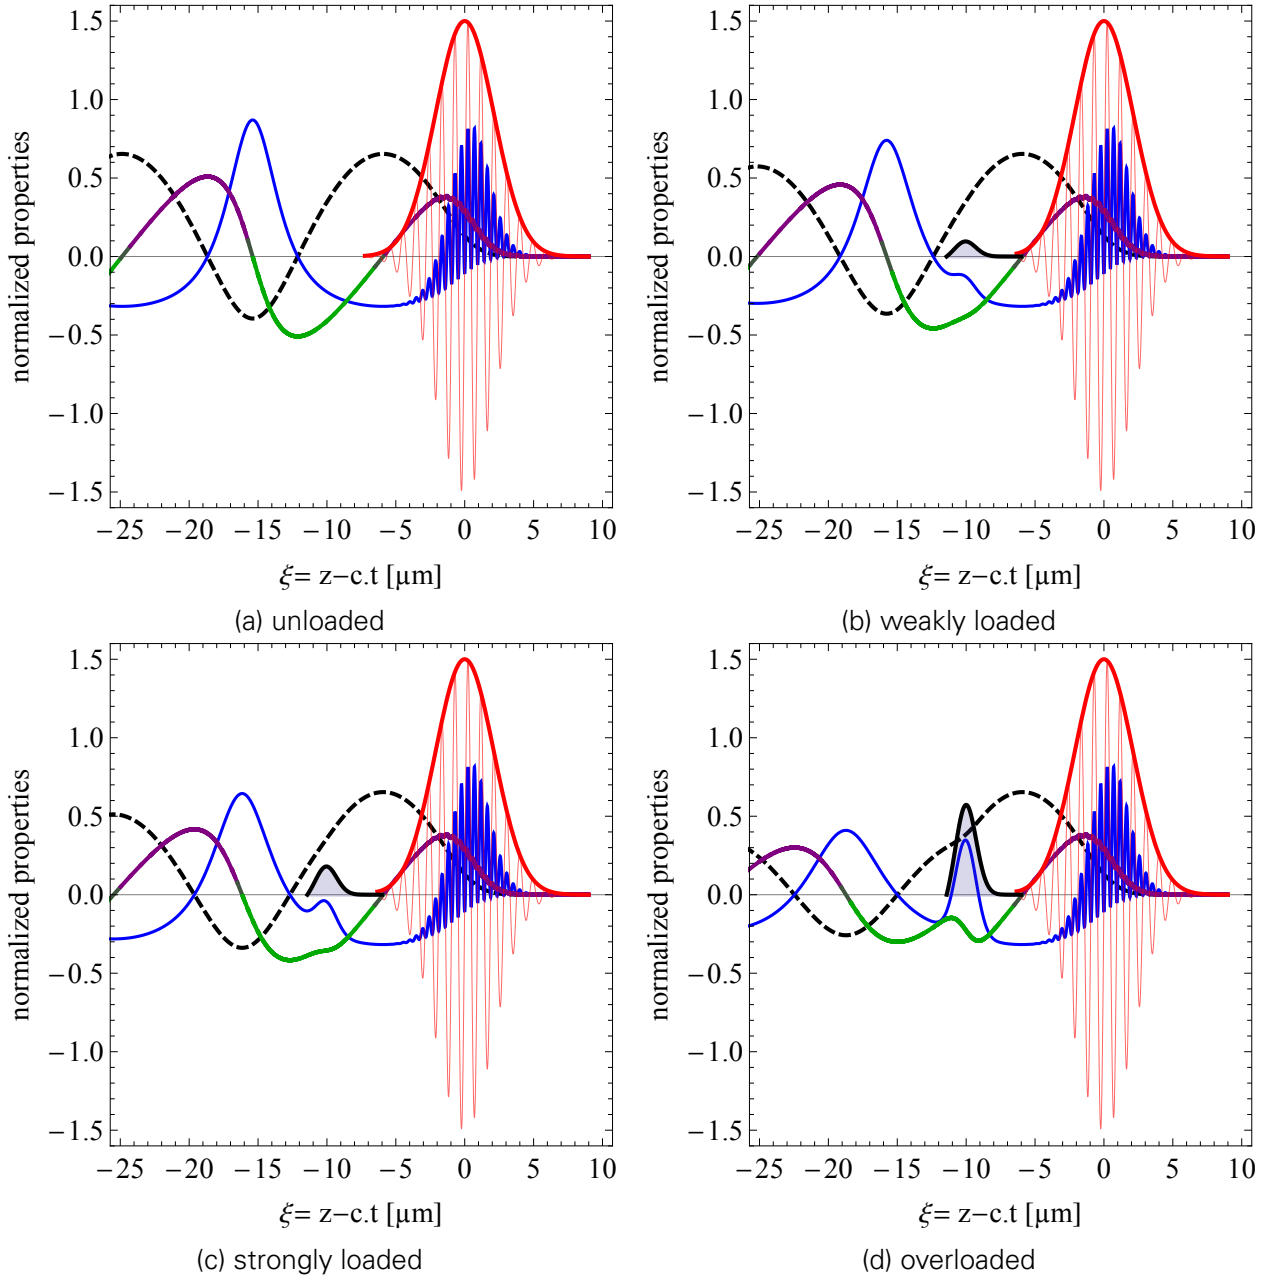 1.5
1.0
0.5
0.0
−0.5
−1.0
−1.5
normalized properties
−25 −20 −15 −10 −5 0 5 10
ξ= z−c.t [μm]
(a) unloaded
1.5
1.0
0.5
0.0
−0.5
−1.0
−1.5
normalized properties
−25 −20 −15 −10 −5 0 5 10
ξ= z−c.t [μm]
(b) weakly loaded
1.5
1.0
0.5
0.0
−0.5
−1.0
−1.5
normalized properties
−25 −20 −15 −10 −5 0 5 10
ξ= z−c.t [μm]
(c) strongly loaded
1.5
1.0
0.5
0.0
−0.5
−1.0
−1.5
normalized properties
−25 −20 −15 −10 −5 0 5 10
ξ= z−c.t [μm]
(d) overloaded